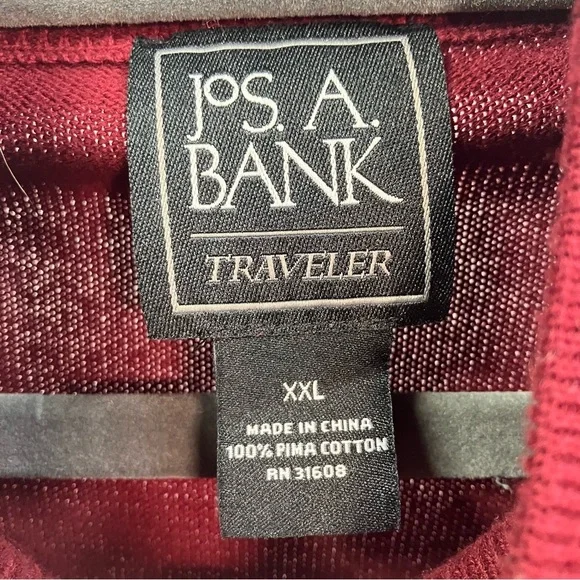 JoS. A.
BANK
TRAVELER
XXL
MADE IN CHINA
100% PIMA COTTON
RN 31608